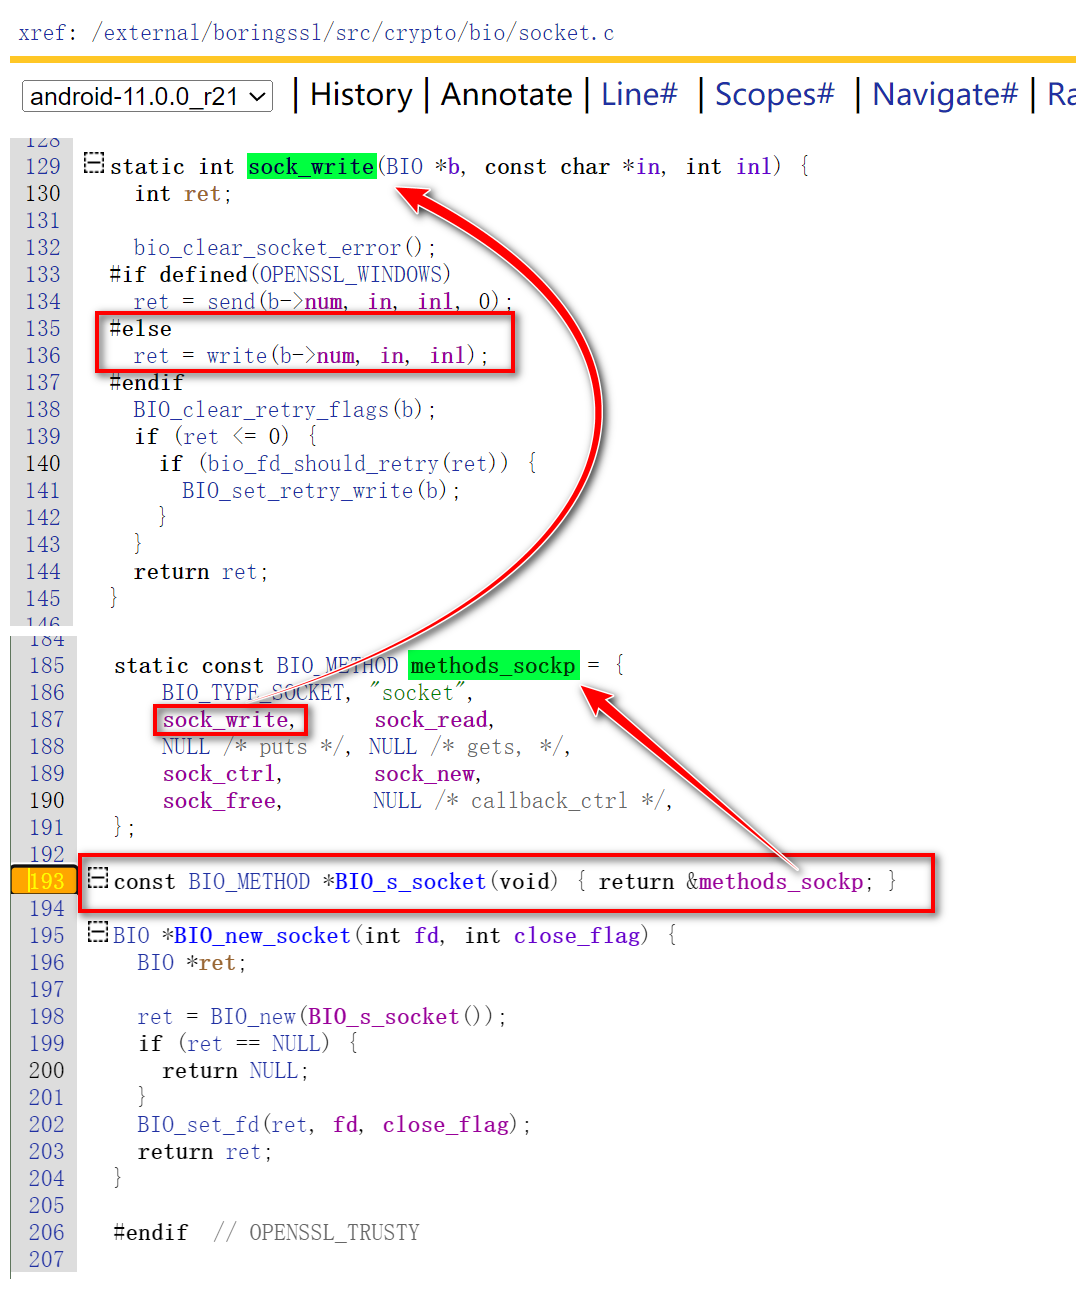 xref: /external/boringssl/src/crypto/bio/socket.c
android-11.0.0_r21 | History | Annotate | Line# | Scopes# | Navigate# | Ra
128
129 static int sock_write(BIO *b, const char *in, int inl) {
130 int ret;
131
132 bio_clear_socket_error();
133 #if defined(OPENSSL_WINDOWS)
134 ret = send(b->num, in, inl, 0);
135 #else
136 ret = write(b->num, in, inl);
137 #endif
138 BIO_clear_retry_flags(b);
139 if (ret <= 0) {
140 if (bio_fd_should_retry(ret)) {
141 BIO_set_retry_write(b);
142 }
143 }
144 return ret;
145 }
146
184
185 static const BIO_METHOD methods_sockp = {
186 BIO_TYPE_SOCKET, "socket",
187 sock_write, sock_read,
188 NULL /* puts */, NULL /* gets, */,
189 sock_ctrl, sock_new,
190 sock_free, NULL /* callback_ctrl */,
191 };
192
193 const BIO_METHOD *BIO_s_socket(void) { return &methods_sockp; }
194
195 BIO *BIO_new_socket(int fd, int close_flag) {
196 BIO *ret;
197
198 ret = BIO_new(BIO_s_socket());
199 if (ret == NULL) {
200 return NULL;
201 }
202 BIO_set_fd(ret, fd, close_flag);
203 return ret;
204 }
205
206 #endif // OPENSSL_TRUSTY
207